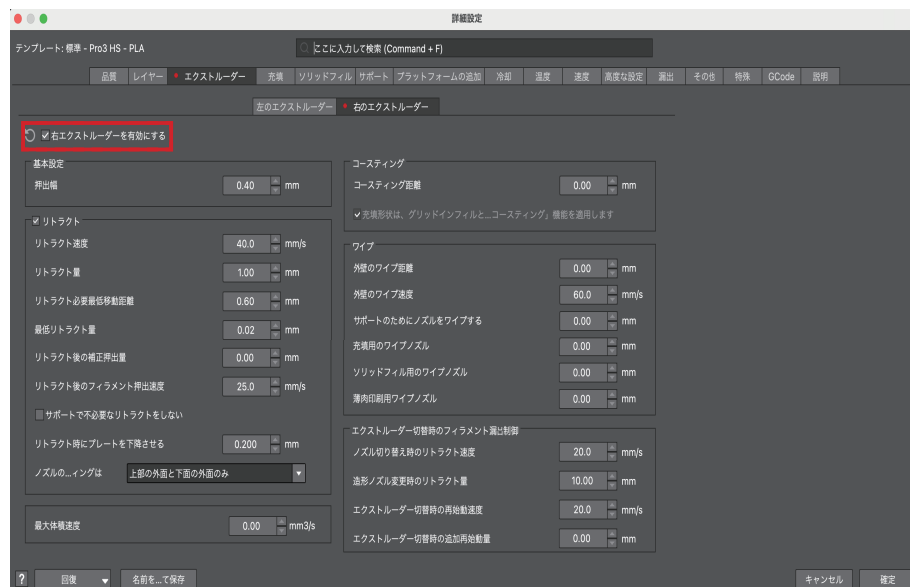 詳細設定
テンプレート: 標準 - Pro3 HS - PLA
ここに入力して検索 (Command + F)
品質 レイヤー エクストルーダー 充填 ソリッドフィル サポート プラットフォームの追加 冷却 温度 速度 高度な設定 漏出 その他 特殊 GCode 説明
左のエクストルーダー 右のエクストルーダー
右エクストルーダーを有効にする
基本設定
押出幅 0.40 mm
リトラクト
リトラクト速度 40.0 mm/s
リトラクト量 1.00 mm
リトラクト必要最低移動距離 0.60 mm
最低リトラクト量 0.02 mm
リトラクト後の補正押出量 0.00 mm
リトラクト後のフィラメント押出速度 25.0 mm/s
サポートで不必要なリトラクトをしない
リトラクト時にプレートを下降させる 0.200 mm
ノズルの...ィングは 上部の外面と下面の外面のみ
最大体積速度 0.00 mm3/s
コースティング
コースティング距離 0.00 mm
充填形状は、グリッドインフィルと...コースティング」機能を適用します
ワイプ
外壁のワイプ距離 0.00 mm
外壁のワイプ速度 60.0 mm/s
サポートのためにノズルをワイプする 0.00 mm
充填用のワイプノズル 0.00 mm
ソリッドフィル用のワイプノズル 0.00 mm
薄肉印刷用ワイプノズル 0.00 mm
エクストルーダー切替時のフィラメント漏出制御
ノズル切り替え時のリトラクト速度 20.0 mm/s
造形ノズル変更時のリトラクト量 10.00 mm
エクストルーダー切替時の再始動速度 20.0 mm/s
エクストルーダー切替時の追加再始動量 0.00 mm
? 回復 名前を...て保存 キャンセル 確定